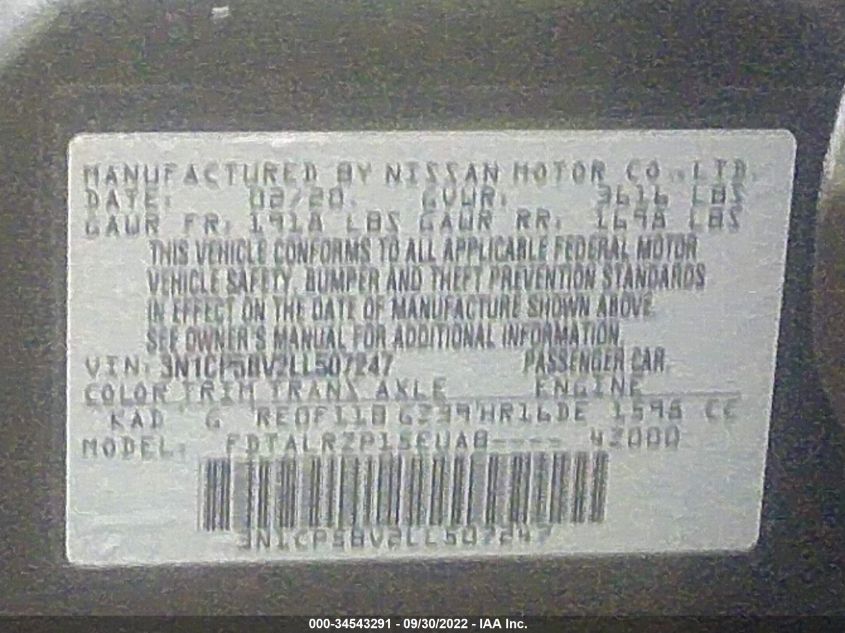 MANUFACTURED BY NISSAN MOTOR CO.,LTD.
DATE: 02/20 GVWR: 3616 LBS
GAWR FR: 1918 LBS GAWR RR: 1698 LBS
THIS VEHICLE CONFORMS TO ALL APPLICABLE FEDERAL MOTOR
VEHICLE SAFETY, BUMPER AND THEFT PREVENTION STANDARDS
IN EFFECT ON THE DATE OF MANUFACTURE SHOWN ABOVE.
SEE OWNER'S MANUAL FOR ADDITIONAL INFORMATION.
VIN: 3N1CP5BV2LL507247 PASSENGER CAR
COLOR TRIM TRANS AXLE ENGINE
KAD G RE0F11B HR16DE 1598 CC
MODEL: 42000
3N1CP5BV2LL507247
000-34543291 - 09/30/2022 - IAA Inc.